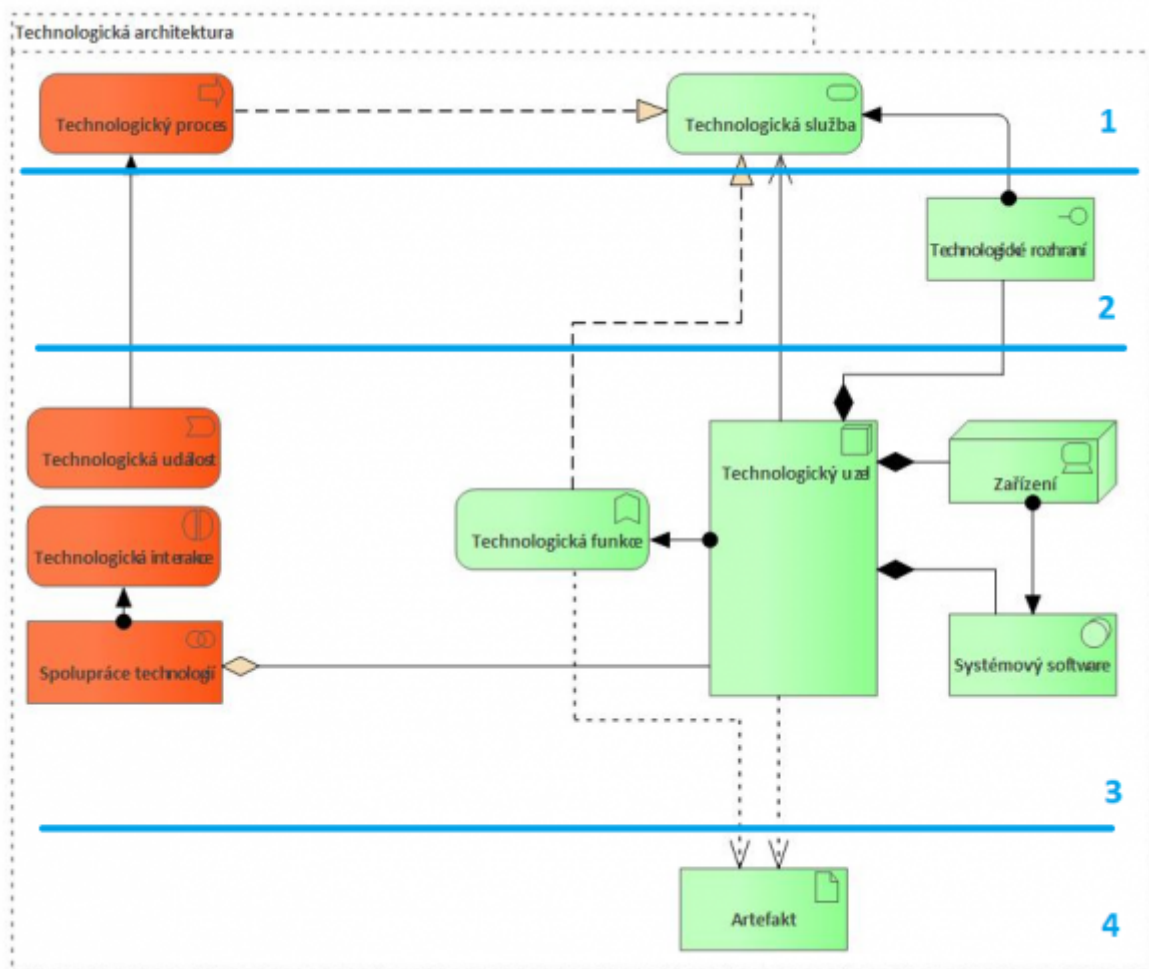 Technologická architektura
Technologický proces
Technologická služba
1
Technologické rozhraní
2
Technologická událost
Technologický uzel
Zařízení
Technologická funkce
Technologická interakce
Spolupráce technologií
Systémový software
3
Artefakt
4